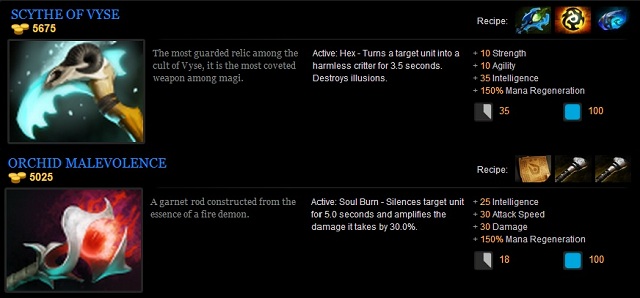 SCYTHE OF VYSE
5675
Recipe:
The most guarded relic among the
cult of Vyse, it is the most coveted
weapon among magi.
Active: Hex - Turns a target unit into a
harmless critter for 3.5 seconds.
Destroys illusions.
+ 10 Strength
+ 10 Agility
+ 35 Intelligence
+ 150% Mana Regeneration
35 100
ORCHID MALEVOLENCE
5025
Recipe:
A garnet rod constructed from the
essence of a fire demon.
Active: Soul Burn - Silences target unit
for 5.0 seconds and amplifies the
damage it takes by 30.0%.
+ 25 Intelligence
+ 30 Attack Speed
+ 30 Damage
+ 150% Mana Regeneration
18 100